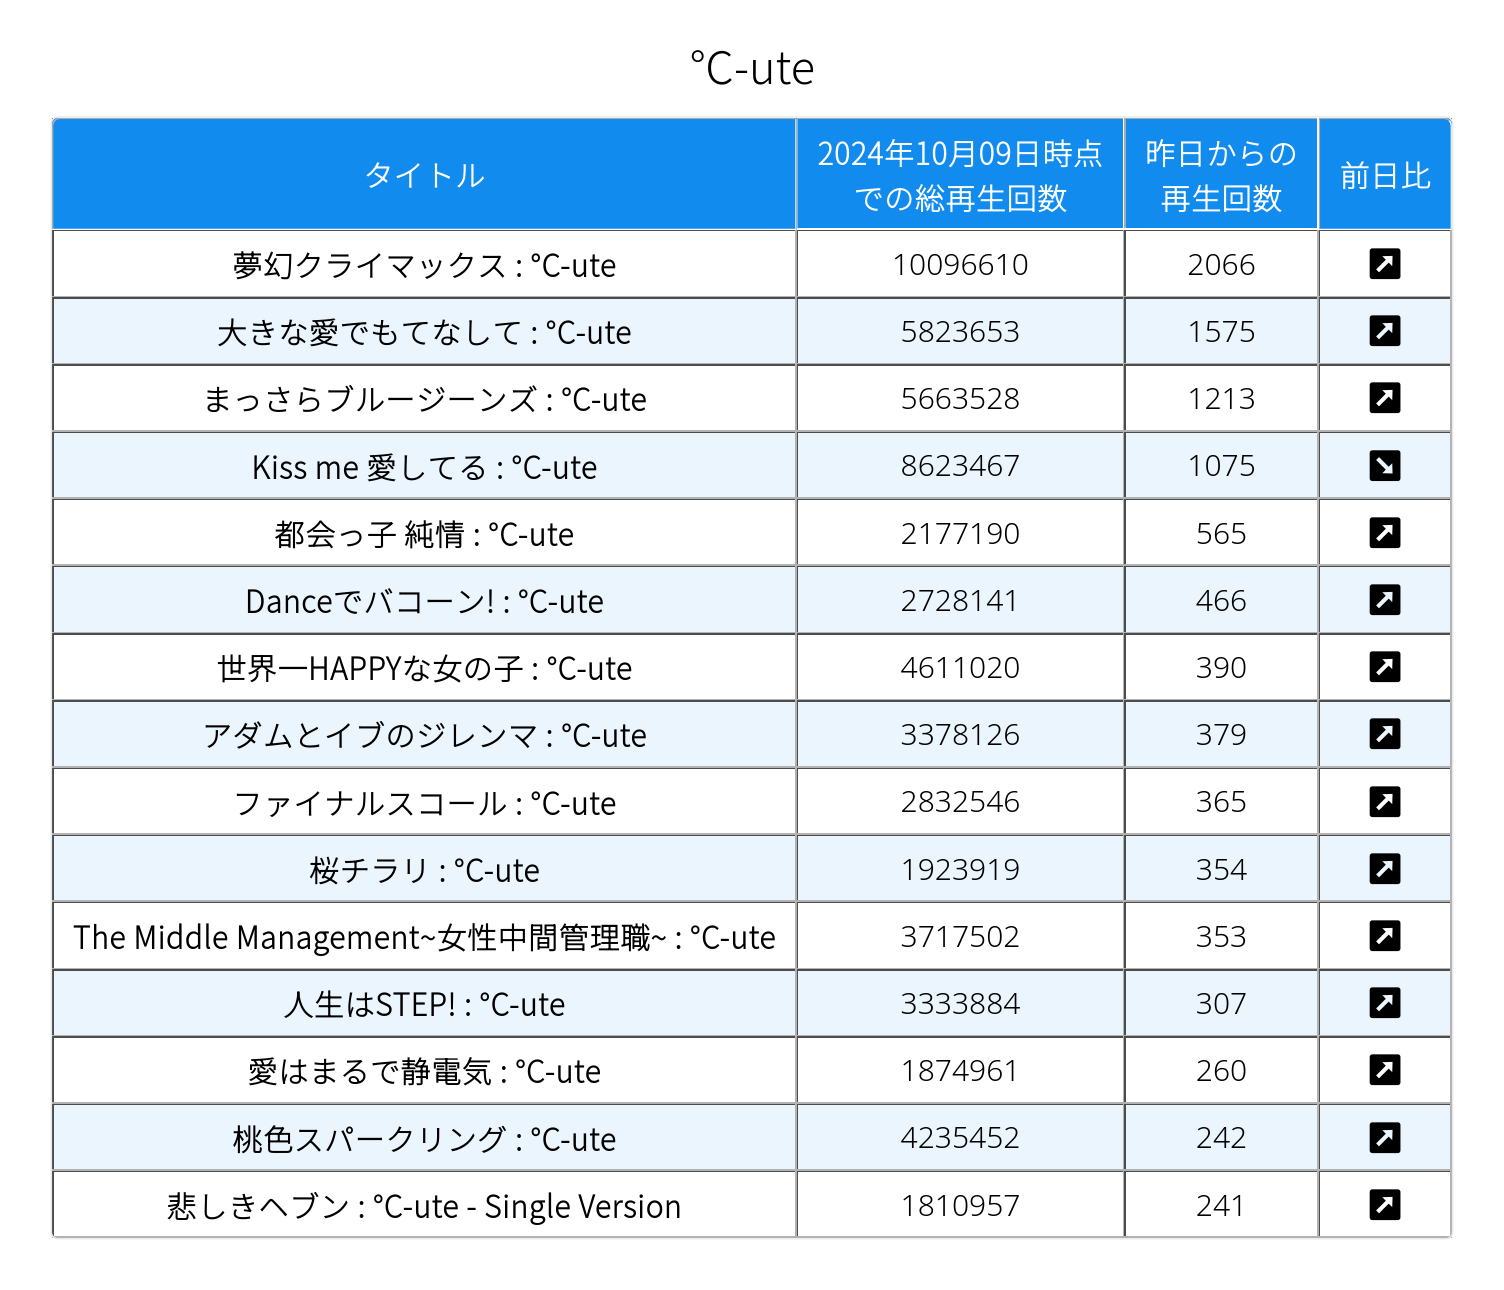 ℃-ute
タイトル 2024年10月09日時点での総再生回数 昨日からの再生回数 前日比
夢幻クライマックス : ℃-ute 10096610 2066 ↗
大きな愛でもてなして : ℃-ute 5823653 1575 ↗
まっさらブルージーンズ : ℃-ute 5663528 1213 ↗
Kiss me 愛してる : ℃-ute 8623467 1075 ↘
都会っ子 純情 : ℃-ute 2177190 565 ↗
Danceでバコーン! : ℃-ute 2728141 466 ↗
世界一HAPPYな女の子 : ℃-ute 4611020 390 ↗
アダムとイブのジレンマ : ℃-ute 3378126 379 ↗
ファイナルスコール : ℃-ute 2832546 365 ↗
桜チラリ : ℃-ute 1923919 354 ↗
The Middle Management~女性中間管理職~ : ℃-ute 3717502 353 ↗
人生はSTEP! : ℃-ute 3333884 307 ↗
愛はまるで静電気 : ℃-ute 1874961 260 ↗
桃色スパークリング : ℃-ute 4235452 242 ↗
悲しきヘブン : ℃-ute - Single Version 1810957 241 ↗